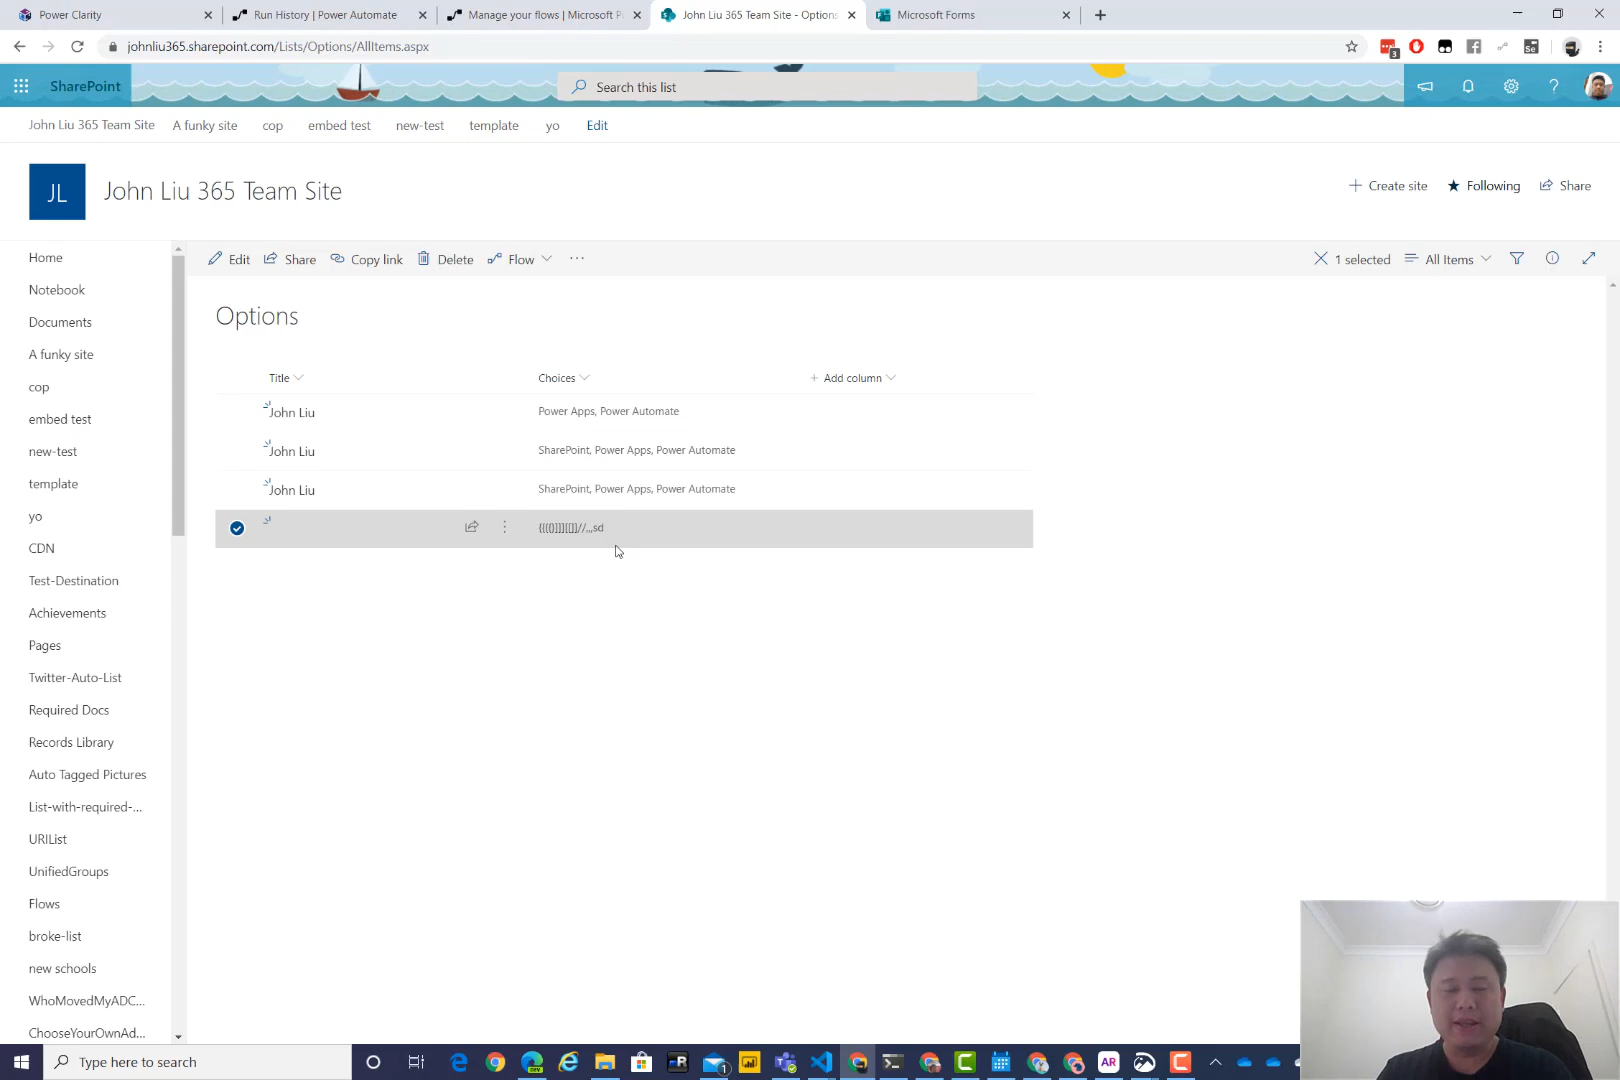 Power Clarity
Run History | Power Automate
Manage your flows | Microsoft P
John Liu 365 Team Site - Options
Microsoft Forms
johnliu365.sharepoint.com/Lists/Options/AllItems.aspx
3
SharePoint
Search this list
John Liu 365 Team Site
A funky site
cop
embed test
new-test
template
yo
Edit
JL
John Liu 365 Team Site
Create site
Following
Share
Edit
Share
Copy link
Delete
Flow
1 selected
All Items
Home
Notebook
Documents
A funky site
cop
embed test
new-test
template
yo
CDN
Test-Destination
Achievements
Pages
Twitter-Auto-List
Required Docs
Records Library
Auto Tagged Pictures
List-with-required-...
URIList
UnifiedGroups
Flows
broke-list
new schools
WhoMovedMyADC...
ChooseYourOwnAd...
Options
Title
Choices
Add column
John Liu
Power Apps, Power Automate
John Liu
SharePoint, Power Apps, Power Automate
John Liu
SharePoint, Power Apps, Power Automate
Type here to search
DEV
1
AR